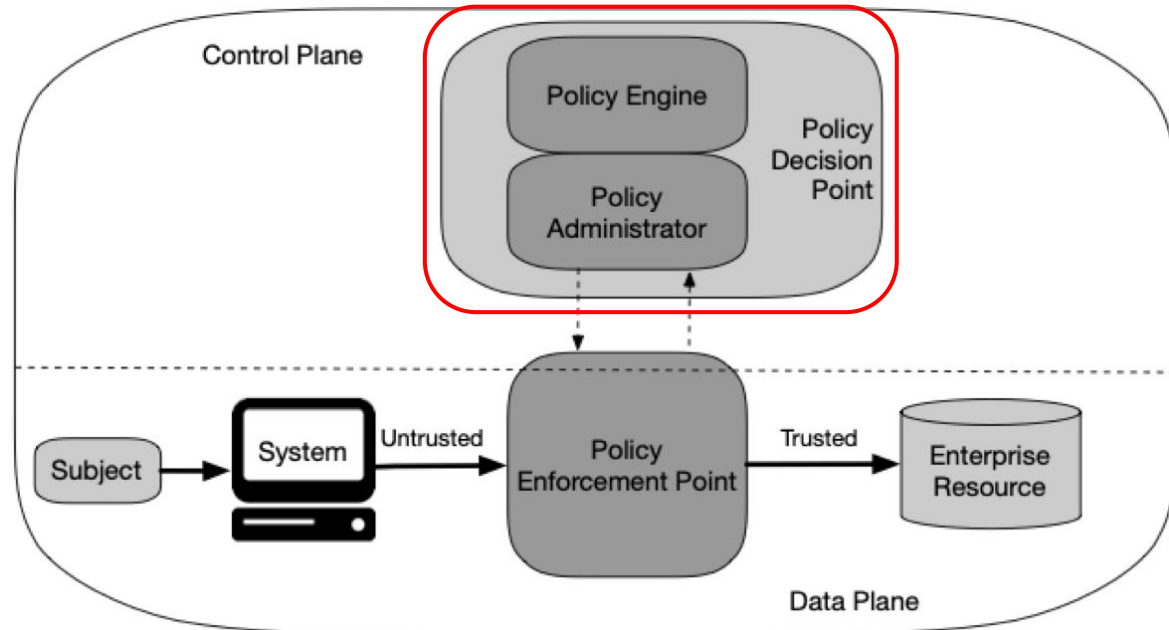 Control Plane
Policy Engine
Policy
Decision
Point
Policy
Administrator
Subject
System
Untrusted
Policy
Enforcement Point
Trusted
Enterprise
Resource
Data Plane